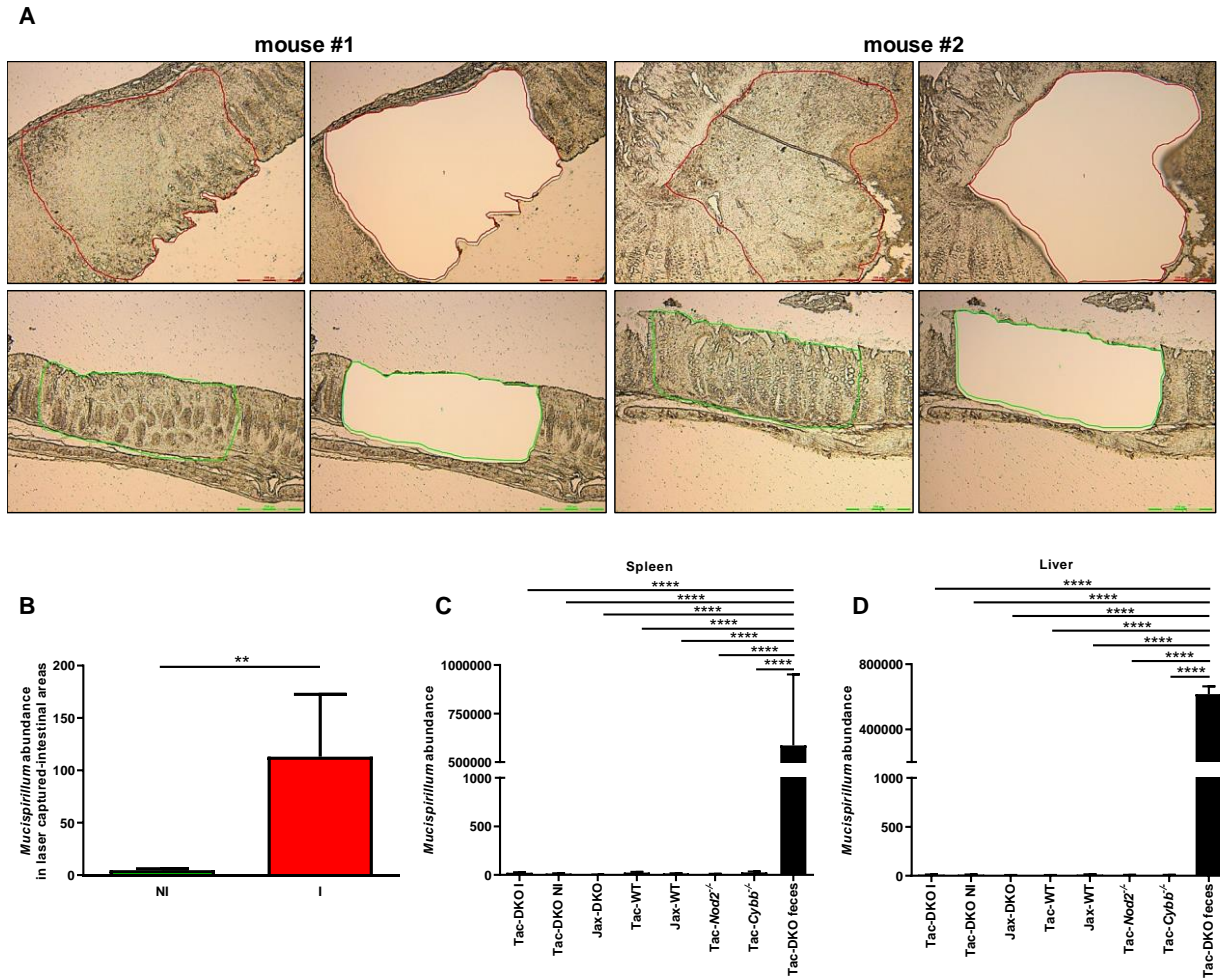 A
mouse #1
mouse #2
B
Mucispirillum abundance
in laser captured-intestinal areas
200
150
100
50
0
**
NI
I
C
Spleen
****
****
****
****
****
****
****
Mucispirillum abundance
1000000
750000
500000
1000
500
0
Tac-DKO I
Tac-DKO NI
Jax-DKO
Tac-WT
Jax-WT
Tac-Nod2-/-
Tac-Cybb-/-
Tac-DKO feces
D
Liver
****
****
****
****
****
****
****
Mucispirillum abundance
800000
400000
1000
500
0
Tac-DKO I
Tac-DKO NI
Jax-DKO
Tac-WT
Jax-WT
Tac-Nod2-/-
Tac-Cybb-/-
Tac-DKO feces